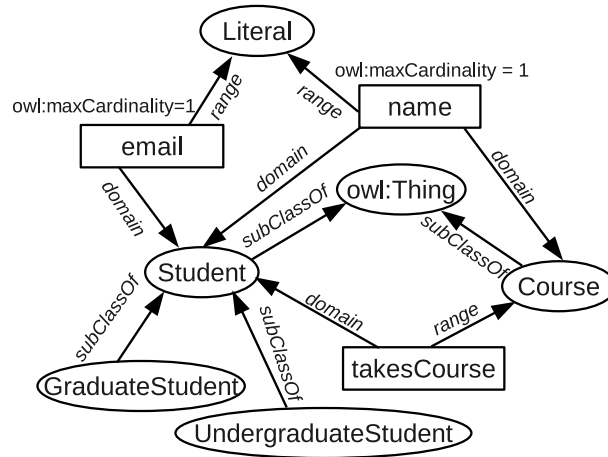 Literal
owl:maxCardinality = 1
owl:maxCardinality=1
range
range
name
email
domain
domain
domain
owl:Thing
subClassOf
subClassOf
Student
Course
subClassOf
subClassOf
domain
range
GraduateStudent
takesCourse
UndergraduateStudent